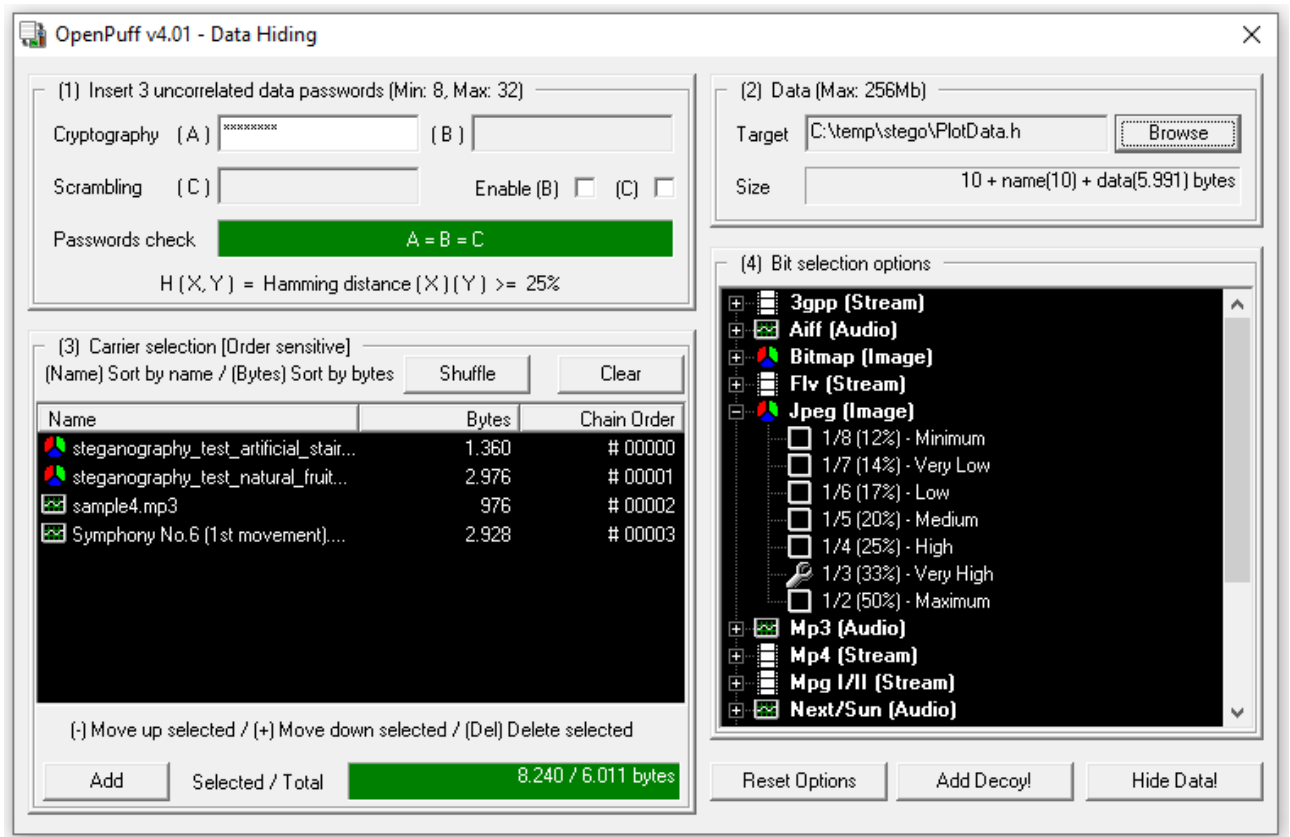 OpenPuff v4.01 - Data Hiding
(1) Insert 3 uncorrelated data passwords (Min: 8, Max: 32)
Cryptography (A) ******** (B)
Scrambling (C) Enable (B) (C)
Passwords check A = B = C
H (X, Y) = Hamming distance (X)(Y) >= 25%
(2) Data (Max: 256Mb)
Target C:\temp\stego\PlotData.h Browse
Size 10 + name(10) + data(5.991) bytes
(3) Carrier selection [Order sensitive]
(Name) Sort by name / (Bytes) Sort by bytes Shuffle Clear
Name Bytes Chain Order
steganography_test_artificial_stair... 1.360 # 00000
steganography_test_natural_fruit... 2.976 # 00001
sample4.mp3 976 # 00002
Symphony No.6 (1st movement).... 2.928 # 00003
(-) Move up selected / (+) Move down selected / (Del) Delete selected
Add Selected / Total 8.240 / 6.011 bytes
(4) Bit selection options
3gpp (Stream)
Aiff (Audio)
Bitmap (Image)
Flv (Stream)
Jpeg (Image)
1/8 (12%) - Minimum
1/7 (14%) - Very Low
1/6 (17%) - Low
1/5 (20%) - Medium
1/4 (25%) - High
1/3 (33%) - Very High
1/2 (50%) - Maximum
Mp3 (Audio)
Mp4 (Stream)
Mpg I/II (Stream)
Next/Sun (Audio)
Reset Options Add Decoy! Hide Data!